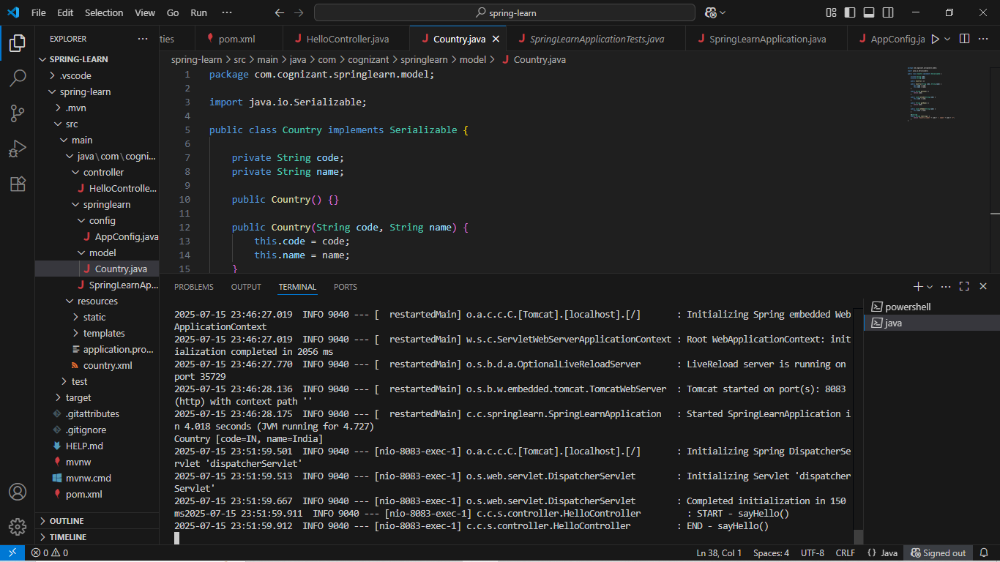 File Edit Selection View Go Run ··· spring-learn
EXPLORER ···
SPRING-LEARN
.vscode
spring-learn
.mvn
src
main
java\com\cogni...
controller
HelloControlle...
springlearn
config
AppConfig.java
model
Country.java
SpringLearnAp...
resources
static
templates
application.pro...
country.xml
test
target
.gitattributes
.gitignore
HELP.md
mvnw
mvnw.cmd
pom.xml
OUTLINE
TIMELINE
ties pom.xml HelloController.java Country.java SpringLearnApplicationTests.java SpringLearnApplication.java AppConfig.ja ···
spring-learn > src > main > java > com > cognizant > springlearn > model > Country.java
1 package com.cognizant.springlearn.model;
2
3 import java.io.Serializable;
4
5 public class Country implements Serializable {
6
7 private String code;
8 private String name;
9
10 public Country() {}
11
12 public Country(String code, String name) {
13 this.code = code;
14 this.name = name;
15 }
PROBLEMS OUTPUT TERMINAL PORTS ···
powershell
java
2025-07-15 23:46:27.019  INFO 9040 --- [  restartedMain] o.a.c.c.C.[Tomcat].[localhost].[/]       : Initializing Spring embedded Web
ApplicationContext
2025-07-15 23:46:27.019  INFO 9040 --- [  restartedMain] w.s.c.ServletWebServerApplicationContext : Root WebApplicationContext: init
ialization completed in 2056 ms
2025-07-15 23:46:27.770  INFO 9040 --- [  restartedMain] o.s.b.d.a.OptionalLiveReloadServer       : LiveReload server is running on
port 35729
2025-07-15 23:46:28.136  INFO 9040 --- [  restartedMain] o.s.b.w.embedded.tomcat.TomcatWebServer  : Tomcat started on port(s): 8083
(http) with context path ''
2025-07-15 23:46:28.175  INFO 9040 --- [  restartedMain] c.c.springlearn.SpringLearnApplication   : Started SpringLearnApplication i
n 4.018 seconds (JVM running for 4.727)
Country [code=IN, name=India]
2025-07-15 23:51:59.501  INFO 9040 --- [nio-8083-exec-1] o.a.c.c.C.[Tomcat].[localhost].[/]       : Initializing Spring DispatcherSe
rvlet 'dispatcherServlet'
2025-07-15 23:51:59.513  INFO 9040 --- [nio-8083-exec-1] o.s.web.servlet.DispatcherServlet        : Initializing Servlet 'dispatcher
Servlet'
2025-07-15 23:51:59.667  INFO 9040 --- [nio-8083-exec-1] o.s.web.servlet.DispatcherServlet        : Completed initialization in 150
ms2025-07-15 23:51:59.911  INFO 9040 --- [nio-8083-exec-1] c.c.s.controller.HelloController         : START - sayHello()
2025-07-15 23:51:59.912  INFO 9040 --- [nio-8083-exec-1] c.c.s.controller.HelloController         : END - sayHello()
0 0 Ln 38, Col 1 Spaces: 4 UTF-8 CRLF {} Java Signed out